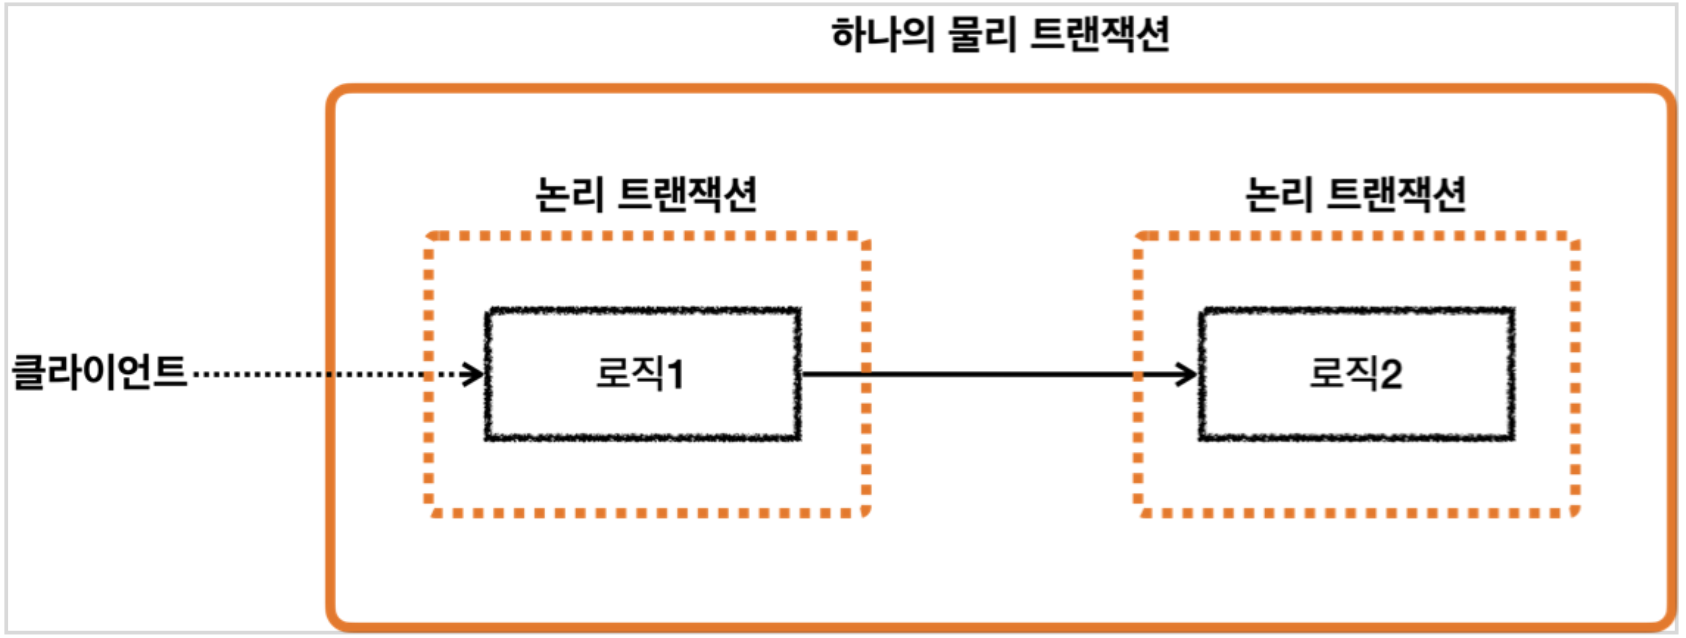 하나의 물리 트랜잭션
논리 트랜잭션
논리 트랜잭션
클라이언트
로직1
로직2